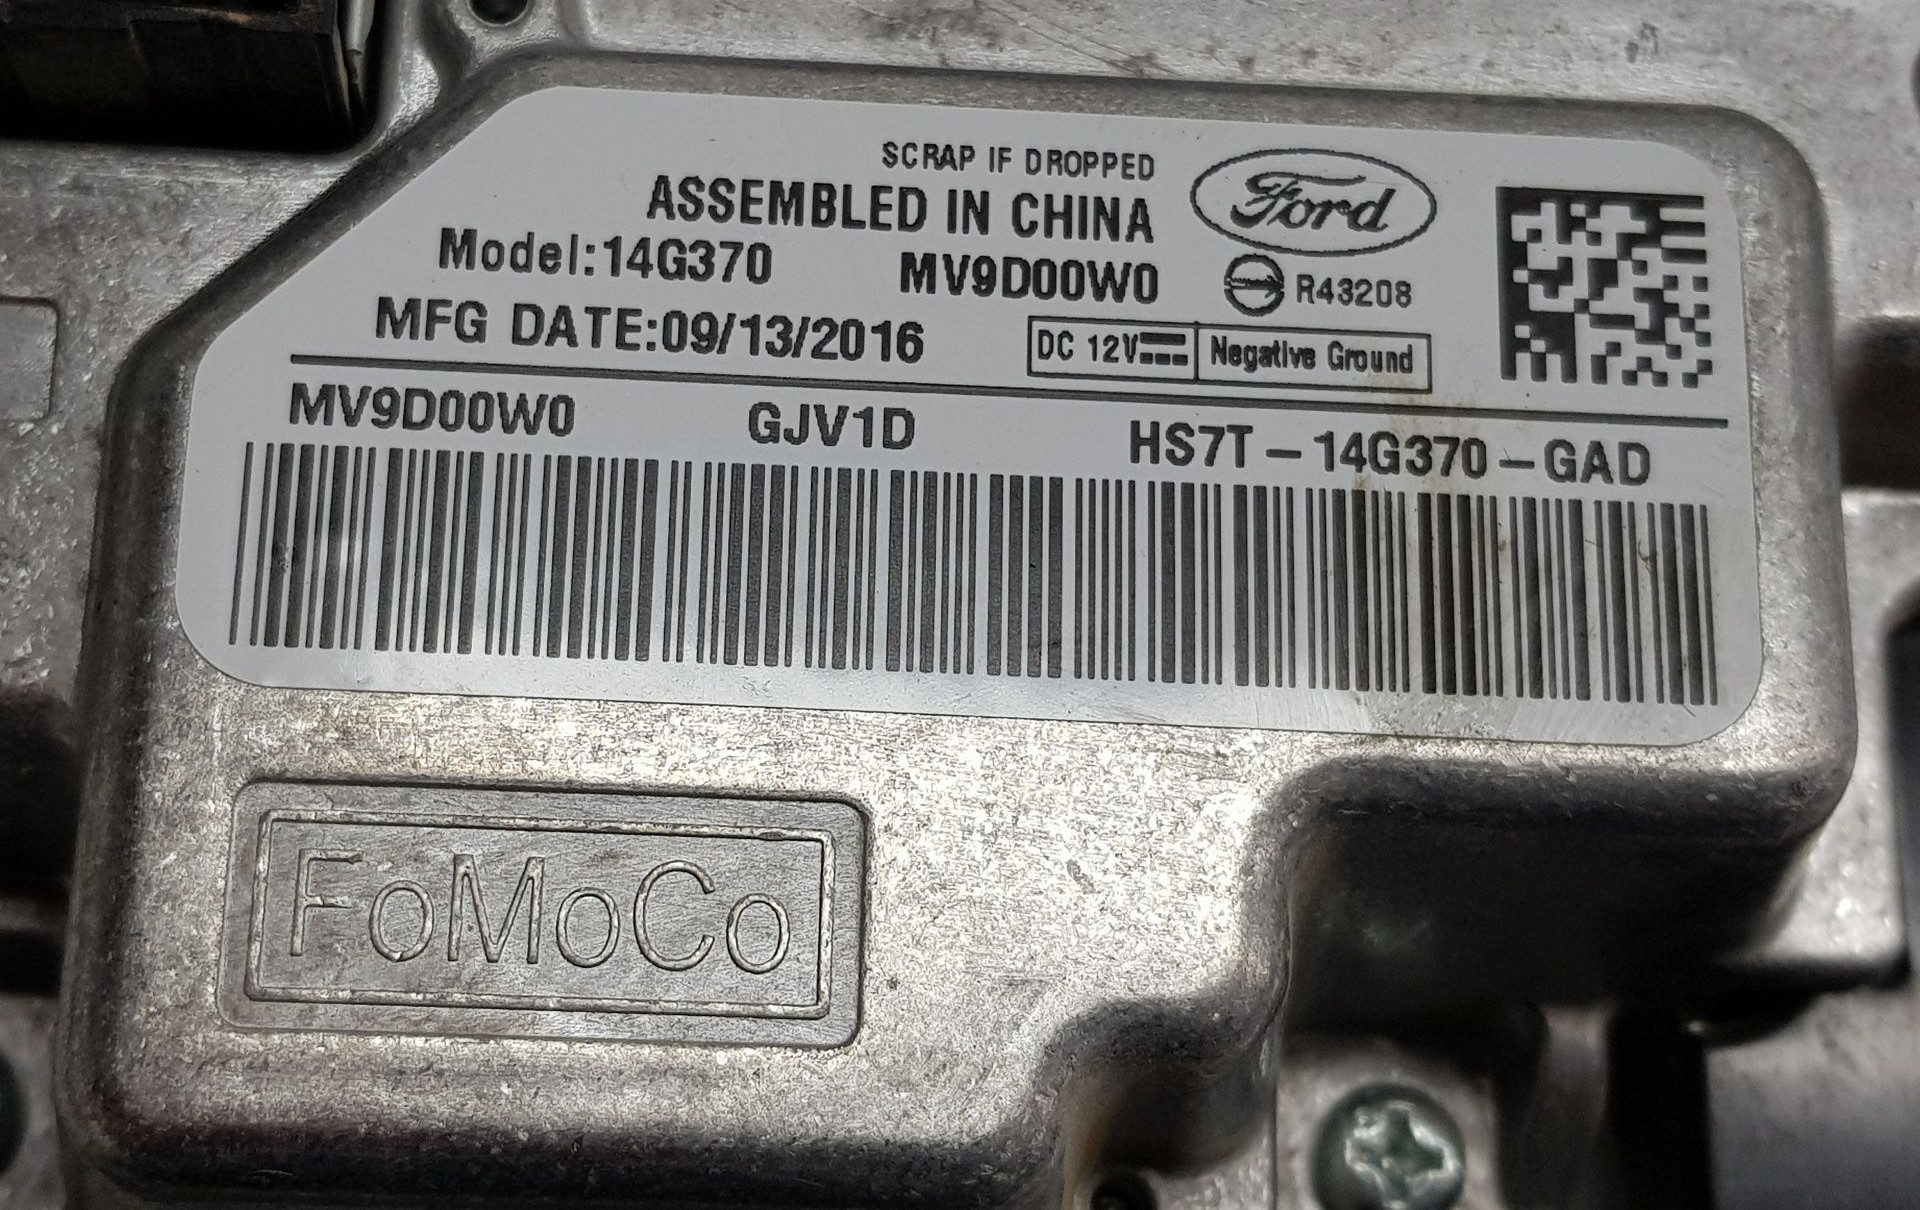 SCRAP IF DROPPED
ASSEMBLED IN CHINA
Ford
Model:14G370 MV9D00W0 R43208
MFG DATE:09/13/2016 DC 12V Negative Ground
MV9D00W0 GJV1D HS7T-14G370-GAD
FoMoCo